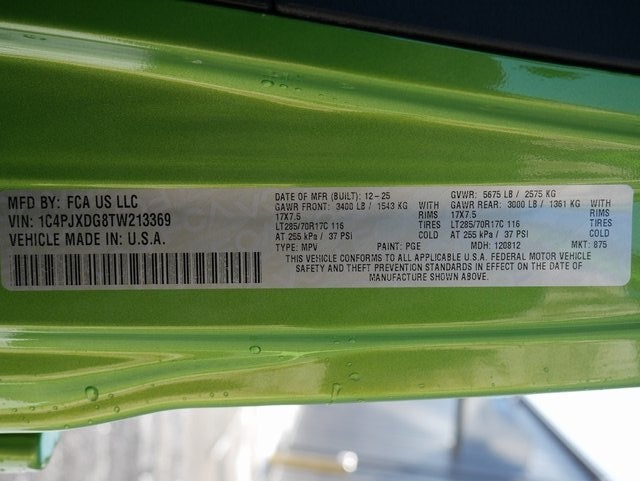 MFD BY: FCA US LLC
VIN: 1C4PJXDG8TW213369
VEHICLE MADE IN: U.S.A.
DATE OF MFR (BUILT): 12-25
GAWR FRONT: 3400 LB / 1543 KG WITH
17X7.5 RIMS
LT285/70R17C 116 TIRES
AT 255 kPa / 37 PSI COLD
TYPE: MPV PAINT: PGE
GVWR: 5675 LB / 2575 KG
GAWR REAR: 3000 LB / 1361 KG WITH
17X7.5 RIMS
LT285/70R17C 116 TIRES
AT 255 kPa / 37 PSI COLD
MDH: 120812 MKT: 875
THIS VEHICLE CONFORMS TO ALL APPLICABLE U.S.A. FEDERAL MOTOR VEHICLE
SAFETY AND THEFT PREVENTION STANDARDS IN EFFECT ON THE DATE OF
MANUFACTURE SHOWN ABOVE.